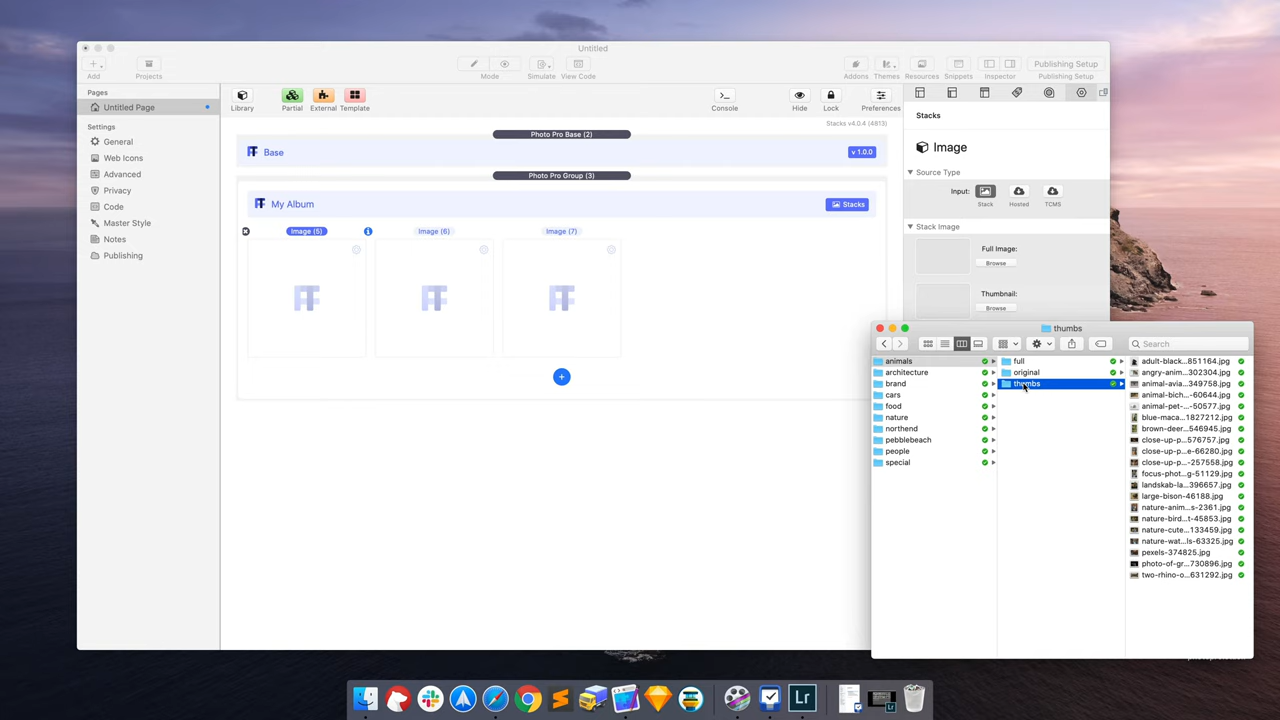 Untitled
Add
Projects
Mode
Simulate
View Code
Addons
Themes
Resources
Snippets
Inspector
Publishing Setup
Publishing Setup
Pages
Untitled Page
Settings
General
Web Icons
Advanced
Privacy
Code
Master Style
Notes
Publishing
Library
Partial
External
Template
Console
Hide
Lock
Preferences
Stacks v4.0.4 (4813)
Photo Pro Base (2)
Base
v 1.0.0
Photo Pro Group (3)
My Album
Stacks
Image (5)
Image (6)
Image (7)
Stacks
Image
Source Type
Input:
Stack
Hosted
TCMS
Stack Image
Full Image:
Browse
Thumbnail:
Browse
thumbs
Search
animals
architecture
brand
cars
food
nature
northend
pebblebeach
people
special
full
original
thumbs
adult-black...851164.jpg
angry-anim...302304.jpg
animal-avia...349758.jpg
animal-bich...-60644.jpg
animal-pet-...-50577.jpg
blue-maca...1827212.jpg
brown-deer...546945.jpg
close-up-p...576757.jpg
close-up-p...e-66280.jpg
close-up-p...-257558.jpg
focus-phot...g-51129.jpg
landskab-la...396657.jpg
large-bison-46188.jpg
nature-anim...s-2361.jpg
nature-bird...t-45853.jpg
nature-cute...133459.jpg
nature-wat...ls-63325.jpg
pexels-374825.jpg
photo-of-gr...730896.jpg
two-rhino-o...631292.jpg
Lr